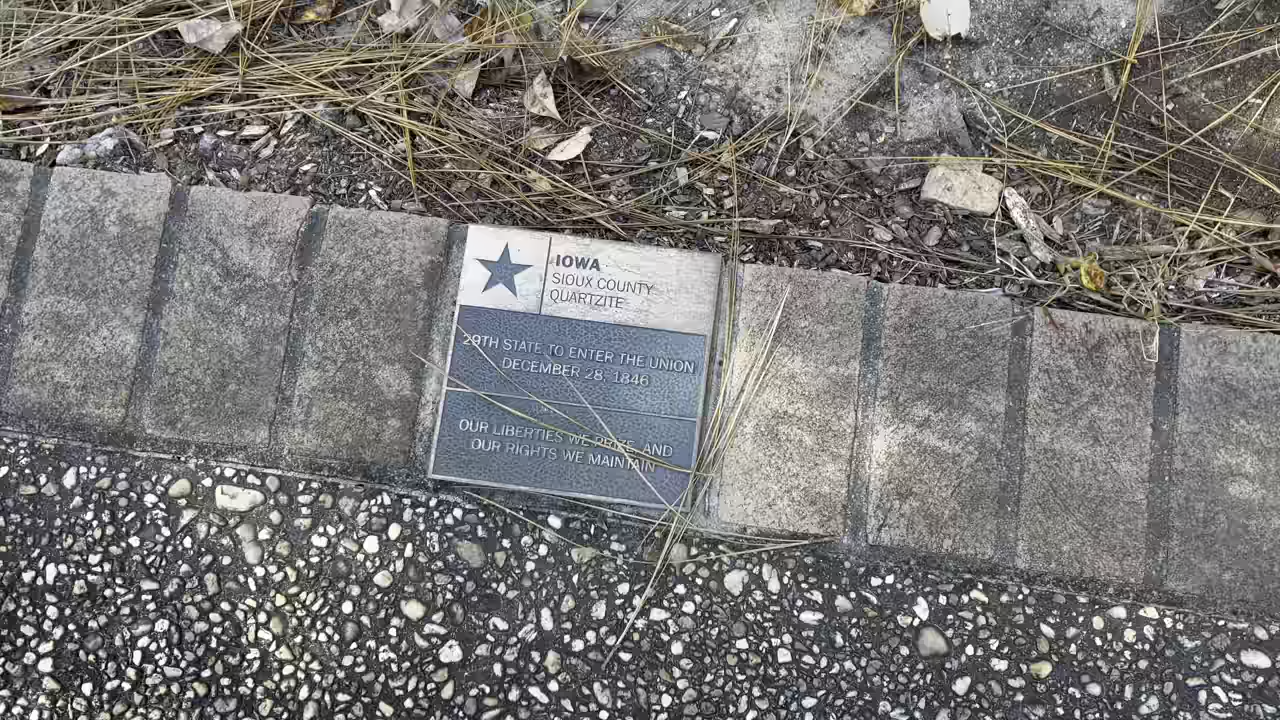 IOWA
SIOUX COUNTY
QUARTZITE
29TH STATE TO ENTER THE UNION
DECEMBER 28, 1846
OUR LIBERTIES WE PRIZE, AND
OUR RIGHTS WE MAINTAIN